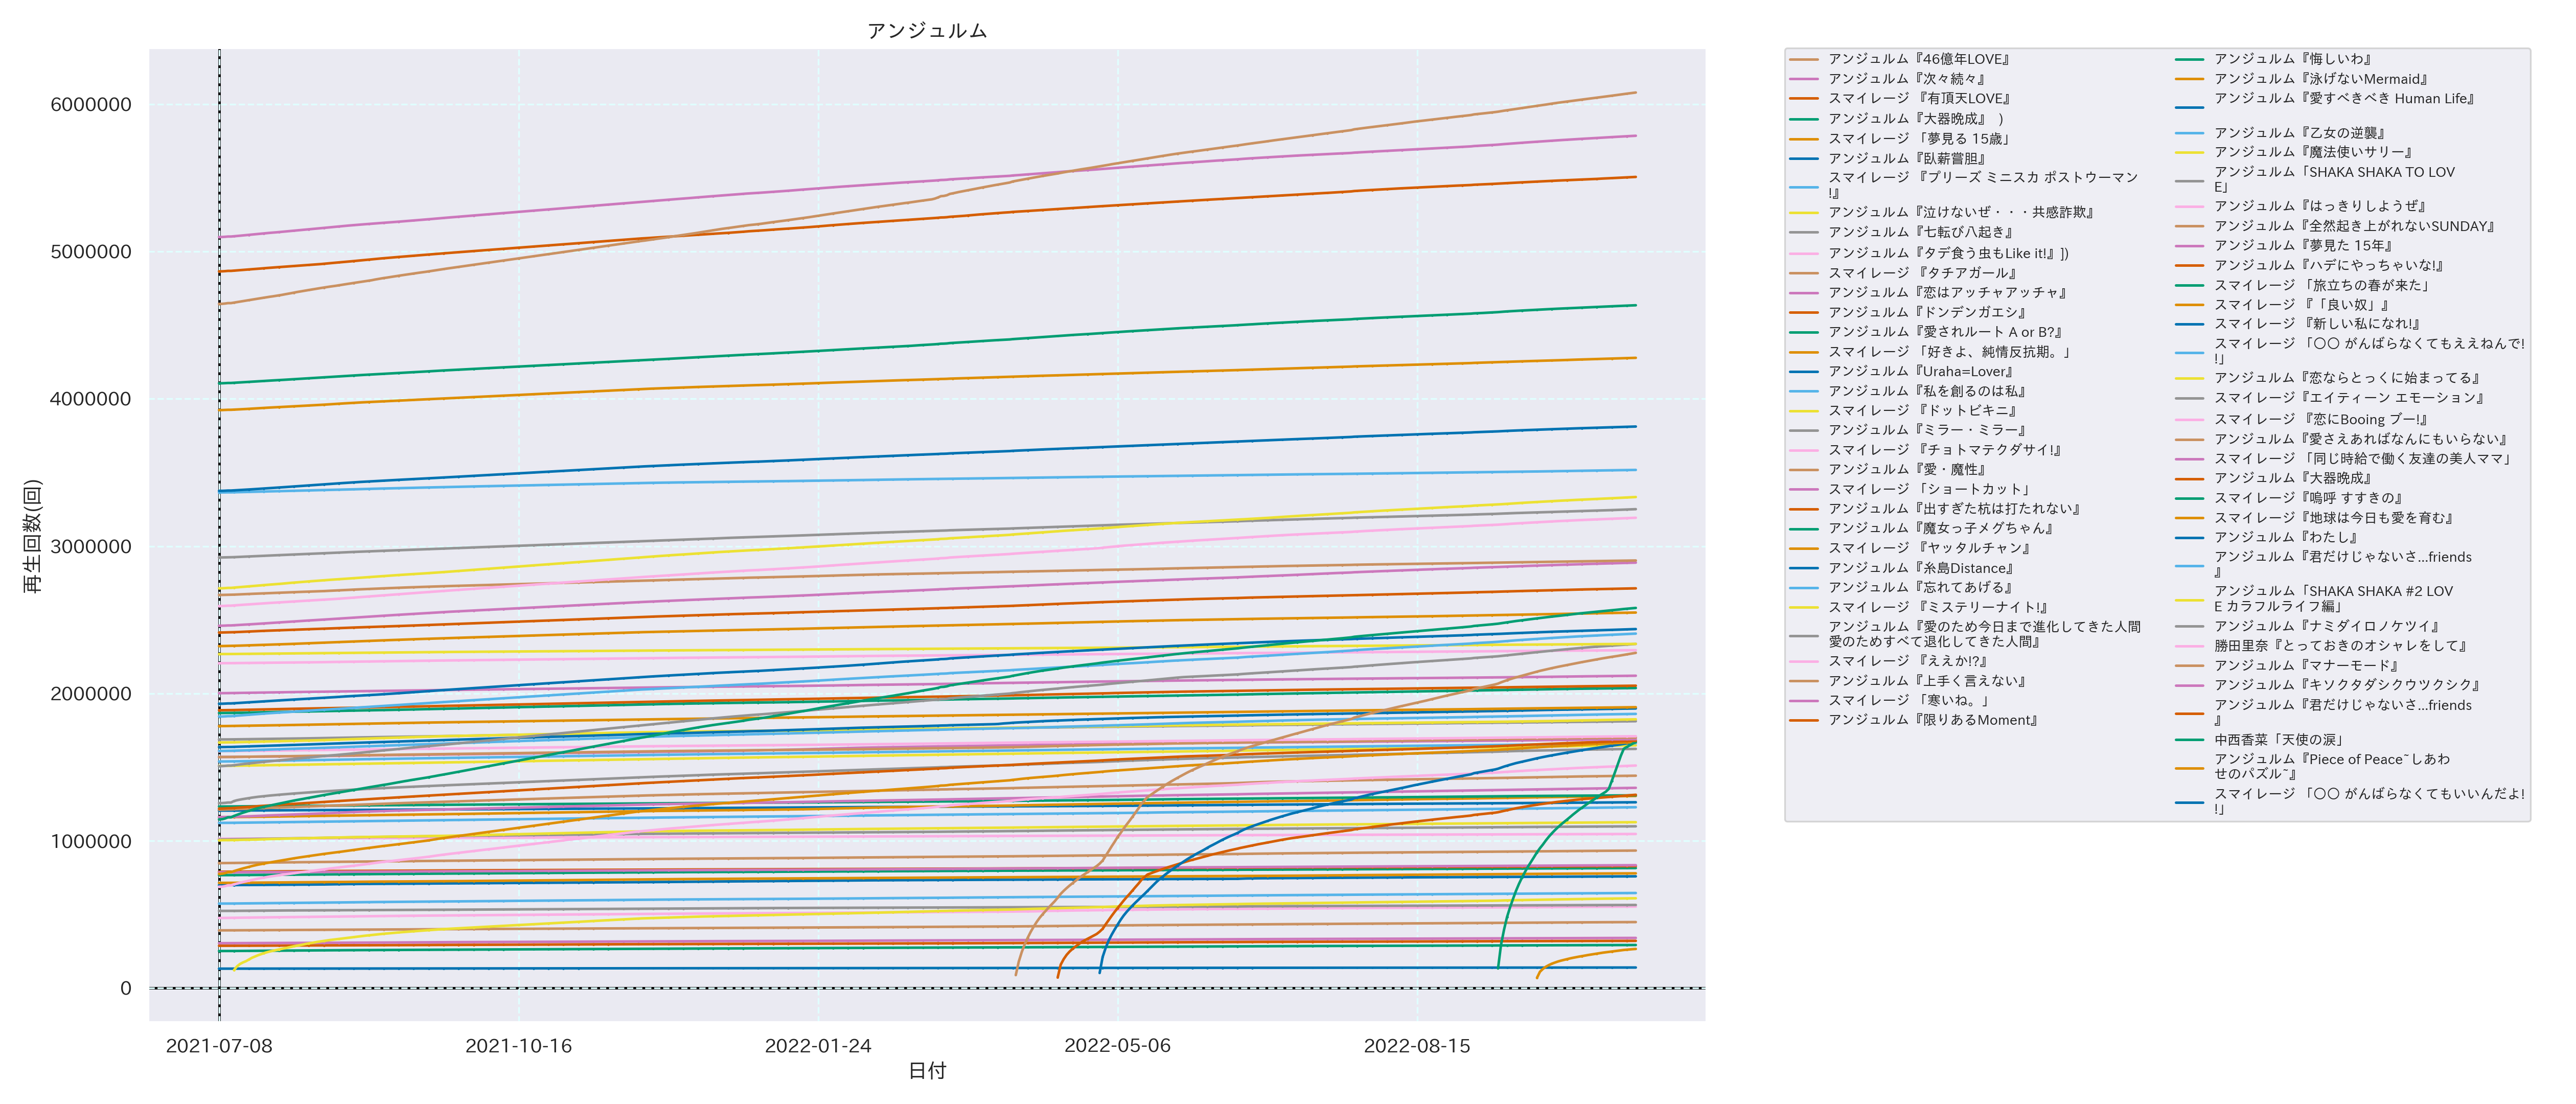 アンジュルム
再生回数(回)
6000000
5000000
4000000
3000000
2000000
1000000
0
2021-07-08
2021-10-16
2022-01-24
2022-05-06
2022-08-15
日付
アンジュルム『46億年LOVE』
アンジュルム『次々続々』
スマイレージ 『有頂天LOVE』
アンジュルム『大器晩成』 )
スマイレージ 「夢見る 15歳」
アンジュルム『臥薪嘗胆』
スマイレージ 『プリーズ ミニスカ ポストウーマン
!』
アンジュルム『泣けないぜ・・・共感詐欺』
アンジュルム『七転び八起き』
アンジュルム『タデ食う虫もLike it!』])
スマイレージ 『タチアガール』
アンジュルム『恋はアッチャアッチャ』
アンジュルム『ドンデンガエシ』
アンジュルム『愛されルート A or B?』
スマイレージ 「好きよ、純情反抗期。」
アンジュルム『Uraha=Lover』
アンジュルム『私を創るのは私』
スマイレージ 『ドットビキニ』
アンジュルム『ミラー・ミラー』
スマイレージ 『チョトマテクダサイ!』
アンジュルム『愛・魔性』
スマイレージ 「ショートカット」
アンジュルム『出すぎた杭は打たれない』
アンジュルム『魔女っ子メグちゃん』
スマイレージ 『ヤッタルチャン』
アンジュルム『糸島Distance』
アンジュルム『忘れてあげる』
スマイレージ 『ミステリーナイト!』
アンジュルム『愛のため今日まで進化してきた人間
愛のためすべて退化してきた人間』
スマイレージ 『ええか!?』
アンジュルム『上手く言えない』
スマイレージ 「寒いね。」
アンジュルム『限りあるMoment』
アンジュルム『悔しいわ』
アンジュルム『泳げないMermaid』
アンジュルム『愛すべきべき Human Life』
アンジュルム『乙女の逆襲』
アンジュルム『魔法使いサリー』
アンジュルム「SHAKA SHAKA TO LOV
E」
アンジュルム『はっきりしようぜ』
アンジュルム『全然起き上がれないSUNDAY』
アンジュルム『夢見た 15年』
アンジュルム『ハデにやっちゃいな!』
スマイレージ 「旅立ちの春が来た」
スマイレージ 『「良い奴」』
スマイレージ 『新しい私になれ!』
スマイレージ 「○○ がんばらなくてもええねんで!
!」
アンジュルム『恋ならとっくに始まってる』
スマイレージ『エイティーン エモーション』
スマイレージ 『恋にBooing ブー!』
アンジュルム『愛さえあればなんにもいらない』
スマイレージ 「同じ時給で働く友達の美人ママ」
アンジュルム『大器晩成』
スマイレージ『嗚呼 すすきの』
スマイレージ『地球は今日も愛を育む』
アンジュルム『わたし』
アンジュルム『君だけじゃないさ...friends
』
アンジュルム「SHAKA SHAKA #2 LOV
E カラフルライフ編」
アンジュルム『ナミダイロノケツイ』
勝田里奈『とっておきのオシャレをして』
アンジュルム『マナーモード』
アンジュルム『キソクタダシクウツクシク』
アンジュルム『君だけじゃないさ...friends
』
中西香菜「天使の涙」
アンジュルム『Piece of Peace~しあわ
せのパズル~』
スマイレージ 「○○ がんばらなくてもいいんだよ!
!」